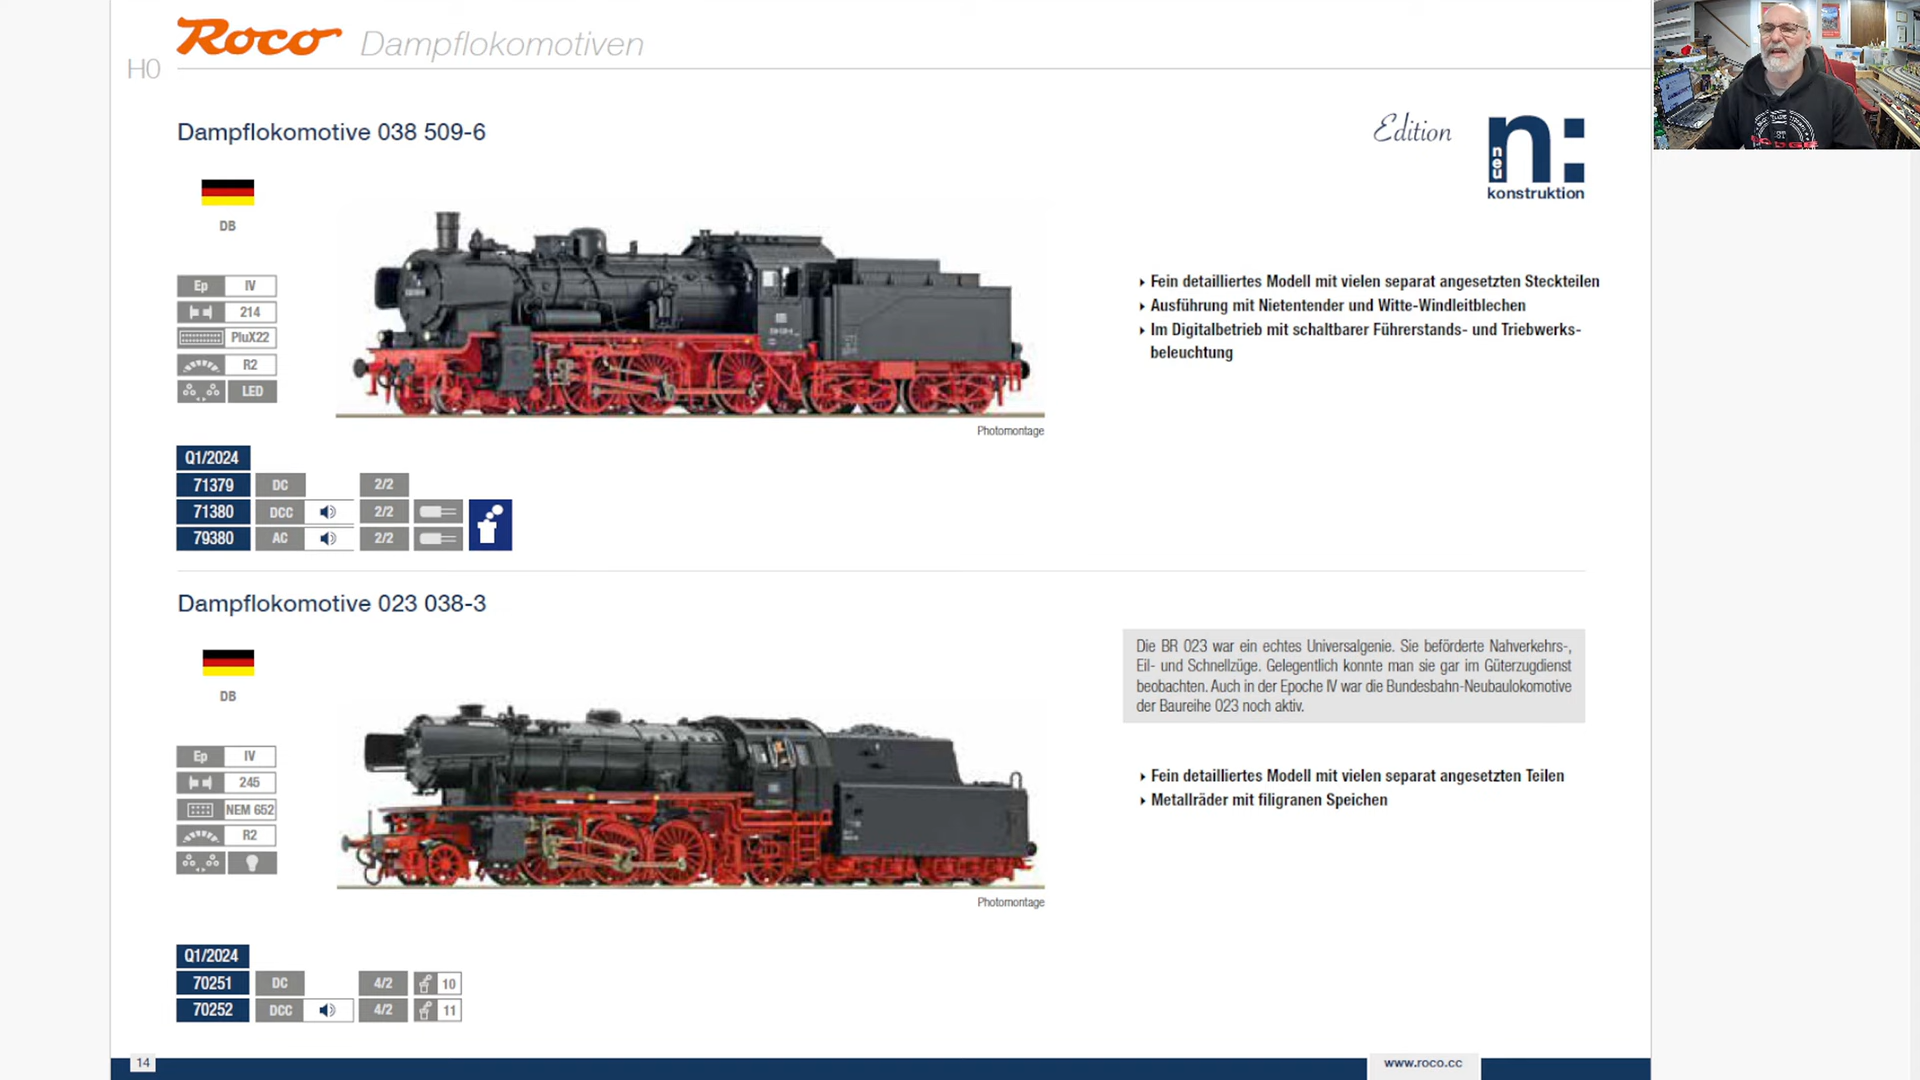 Roco Dampflokomotiven
H0
Dampflokomotive 038 509-6
Edition
n:
neu
konstruktion
DB
Ep IV
214
PluX22
R2
LED
Fein detailliertes Modell mit vielen separat angesetzten Steckteilen
Ausführung mit Nietentender und Witte-Windleitblechen
Im Digitalbetrieb mit schaltbarer Führerstands- und Triebwerks-
beleuchtung
Photomontage
Q1/2024
71379 DC 2/2
71380 DCC 2/2
79380 AC 2/2
Dampflokomotive 023 038-3
DB
Ep IV
245
NEM 652
R2
Die BR 023 war ein echtes Universalgenie. Sie beförderte Nahverkehrs-,
Eil- und Schnellzüge. Gelegentlich konnte man sie gar im Güterzugdienst
beobachten. Auch in der Epoche IV war die Bundesbahn-Neubaulokomotive
der Baureihe 023 noch aktiv.
Fein detailliertes Modell mit vielen separat angesetzten Teilen
Metallräder mit filigranen Speichen
Photomontage
Q1/2024
70251 DC 4/2 10
70252 DCC 4/2 11
14
www.roco.cc